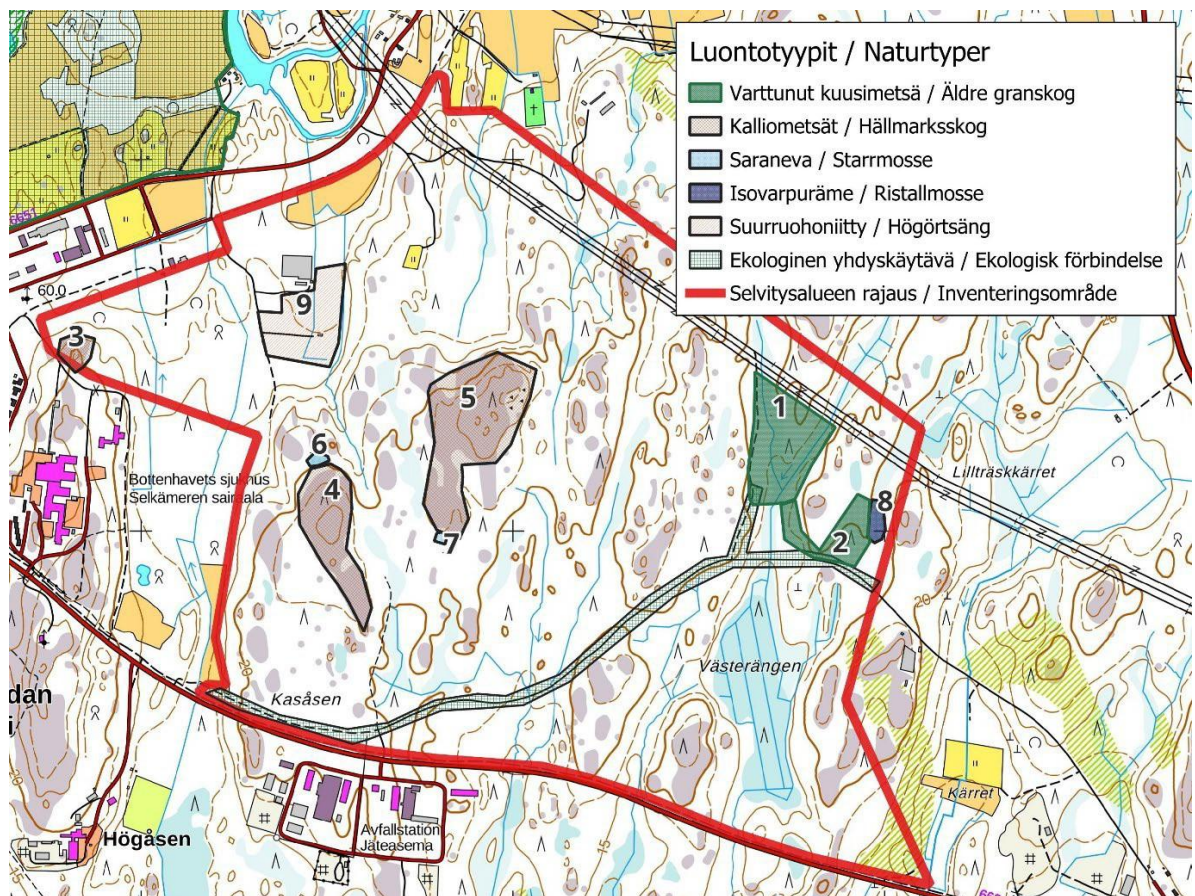 Luontotyypit / Naturtyper
Varttunut kuusimetsä / Äldre granskog
Kalliometsät / Hällmarksskog
Saraneva / Starrmosse
Isovarpuräme / Ristallmosse
Suurruohoniitty / Högörtsäng
Ekologinen yhdyskäytävä / Ekologisk förbindelse
Selvitysalueen rajaus / Inventeringsområde
6651
60.0
9
3
5
1
6
4
Bottenhavets sjukhus
Selkämeren sairaala
Lillträskkärret
8
7
2
20
Västerängen
20
Kasåsen
dan
i
Kärret
Högåsen
Avfallstation
Jäteasema
15